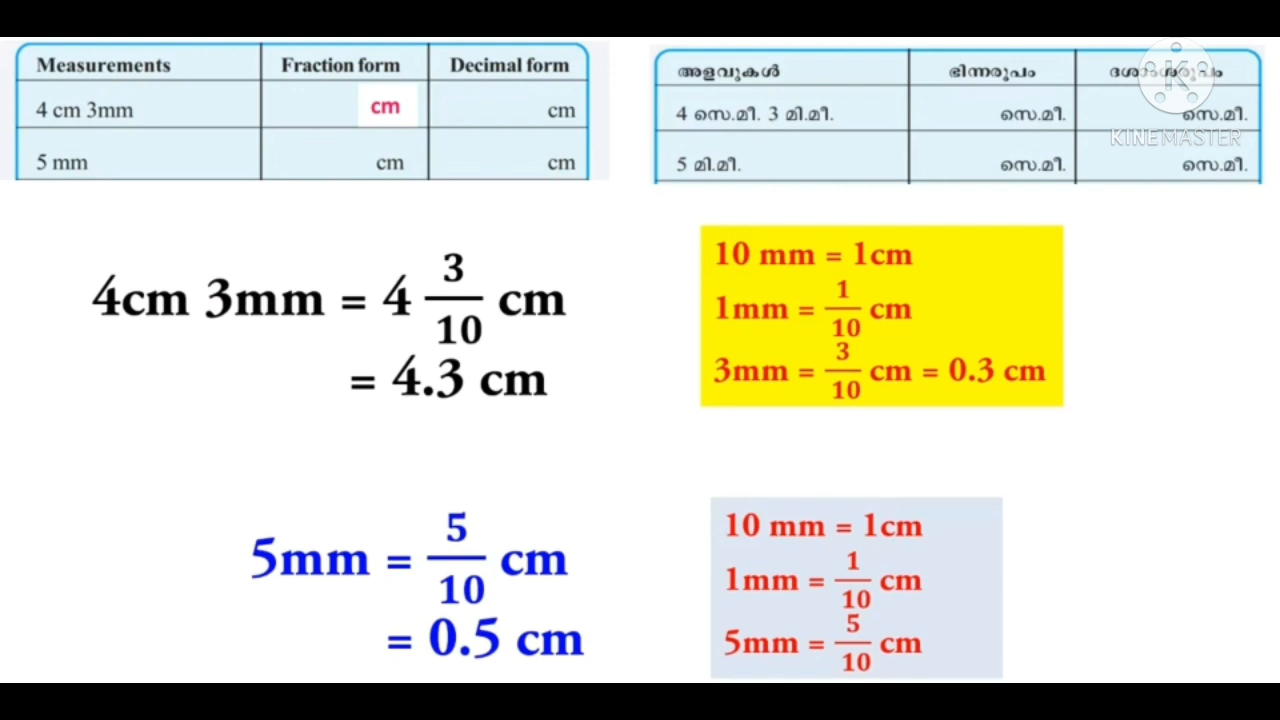 Measurements Fraction form Decimal form
4 cm 3mm cm cm
5 mm cm cm
അളവുകൾ ഭിന്നരൂപം ദശാംശരൂപം
4 സെ.മീ. 3 മി.മീ. സെ.മീ. സെ.മീ.
5 മി.മീ. സെ.മീ. സെ.മീ.
KINEMASTER
4cm 3mm = 4 3/10 cm
= 4.3 cm
10 mm = 1cm
1mm = 1/10 cm
3mm = 3/10 cm = 0.3 cm
5mm = 5/10 cm
= 0.5 cm
10 mm = 1cm
1mm = 1/10 cm
5mm = 5/10 cm